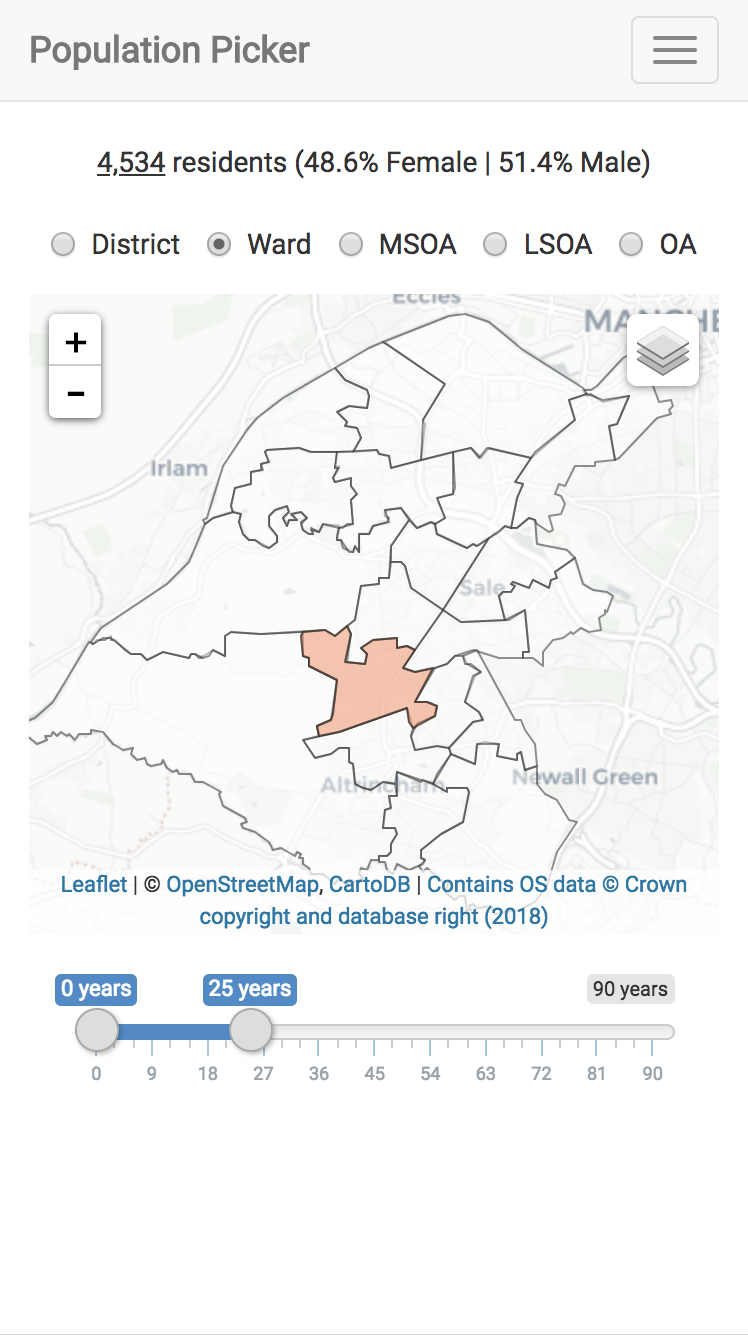 Population Picker
4,534 residents (48.6% Female | 51.4% Male)
District Ward MSOA LSOA OA
Eccles
MANCHE
+
−
Irlam
Sale
Altrincham
Newall Green
Leaflet | © OpenStreetMap, CartoDB | Contains OS data © Crown
copyright and database right (2018)
0 years 25 years 90 years
0 9 18 27 36 45 54 63 72 81 90